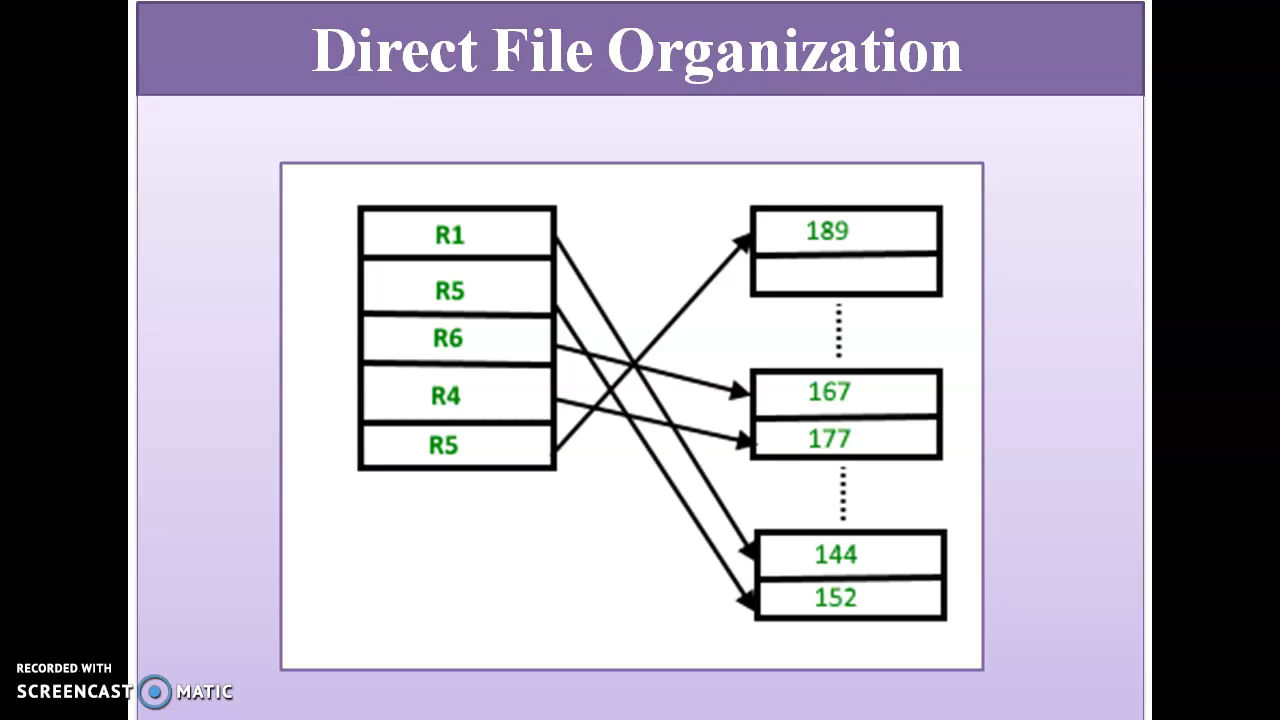 Direct File Organization
R1
R5
R6
R4
R5
189
167
177
144
152
RECORDED WITH
SCREENCAST MATIC